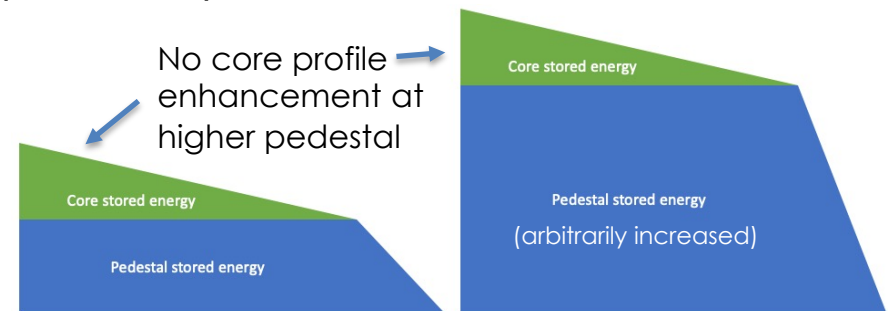 No core profile
enhancement at
higher pedestal
Core stored energy
Pedestal stored energy
Core stored energy
Pedestal stored energy
(arbitrarily increased)